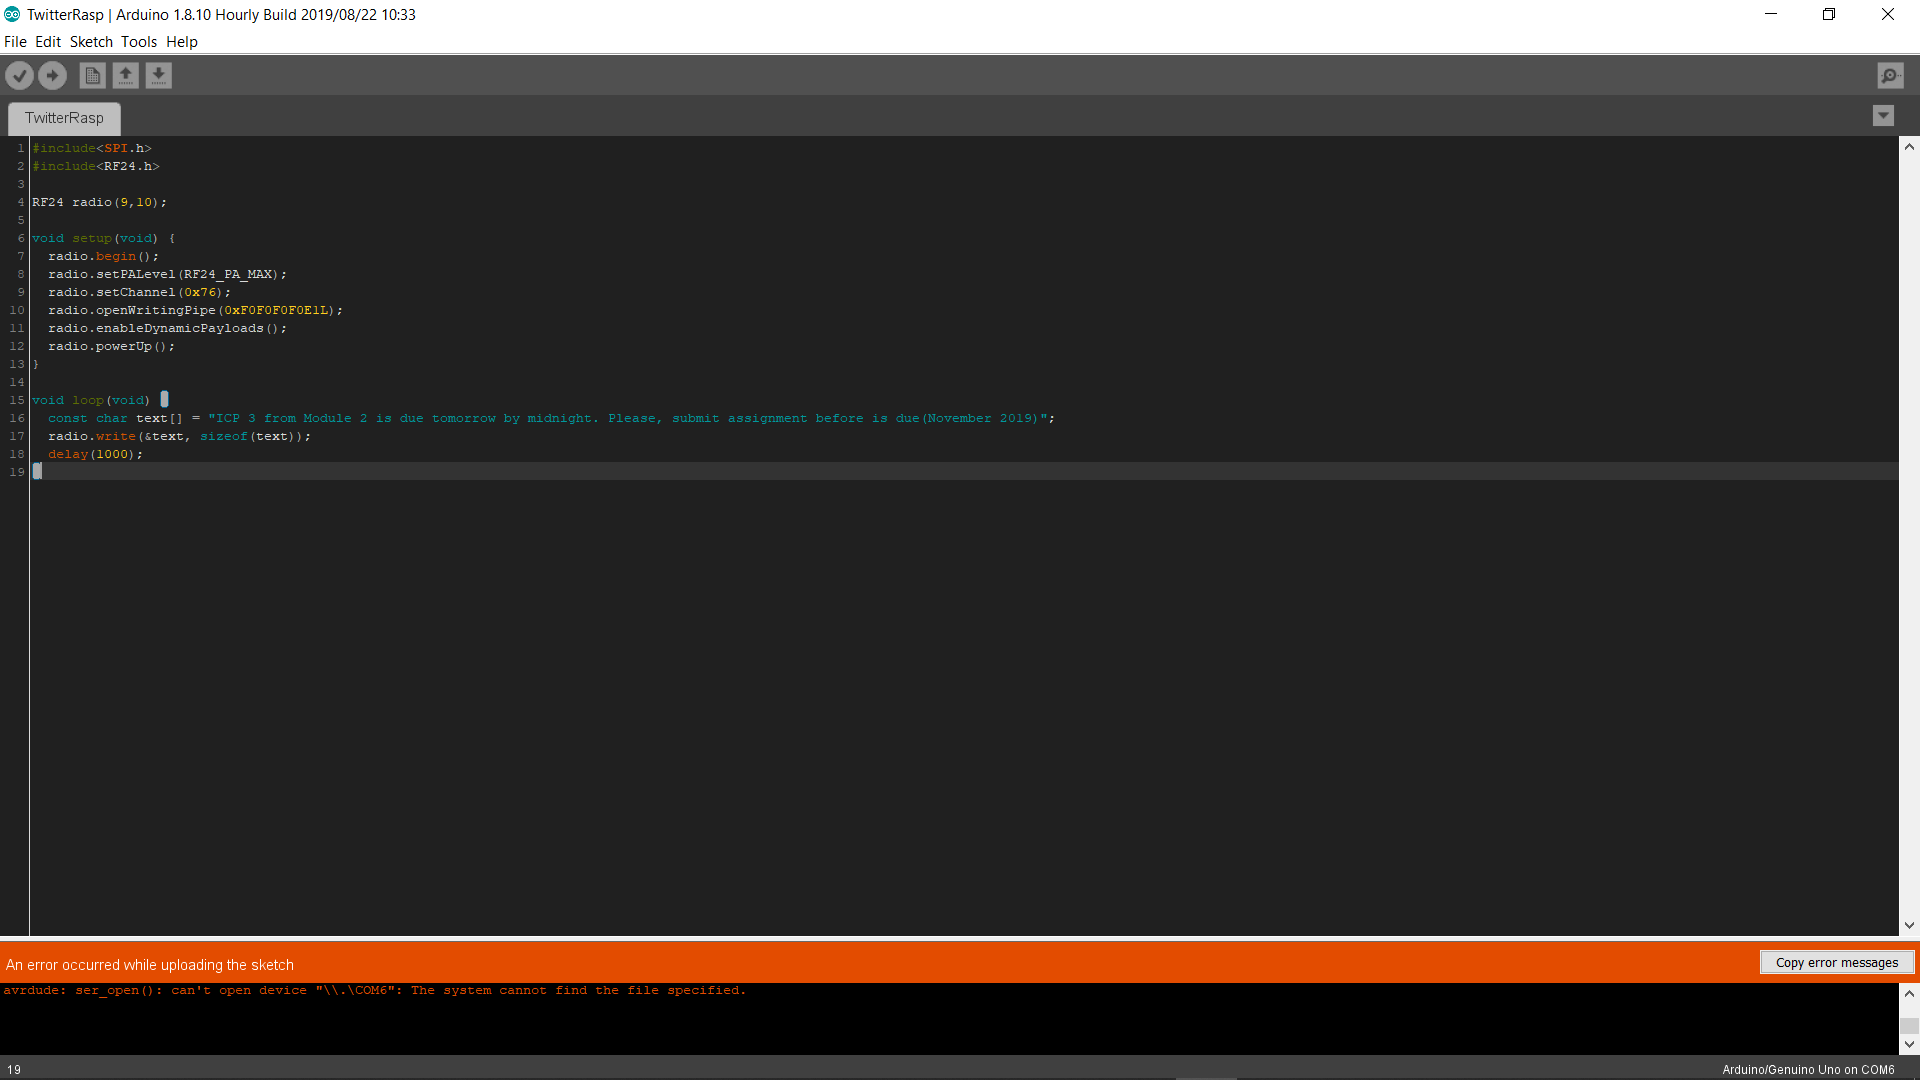 TwitterRasp | Arduino 1.8.10 Hourly Build 2019/08/22 10:33
File Edit Sketch Tools Help
TwitterRasp
1 #include<SPI.h>
2 #include<RF24.h>
3
4 RF24 radio(9,10);
5
6 void setup(void) {
7 radio.begin();
8 radio.setPALevel(RF24_PA_MAX);
9 radio.setChannel(0x76);
10 radio.openWritingPipe(0xF0F0F0F0E1L);
11 radio.enableDynamicPayloads();
12 radio.powerUp();
13 }
14
15 void loop(void)
16 const char text[] = "ICP 3 from Module 2 is due tomorrow by midnight. Please, submit assignment before is due(November 2019)";
17 radio.write(&text, sizeof(text));
18 delay(1000);
19
An error occurred while uploading the sketch
Copy error messages
avrdude: ser_open(): can't open device "\\.\COM6": The system cannot find the file specified.
19
Arduino/Genuino Uno on COM6